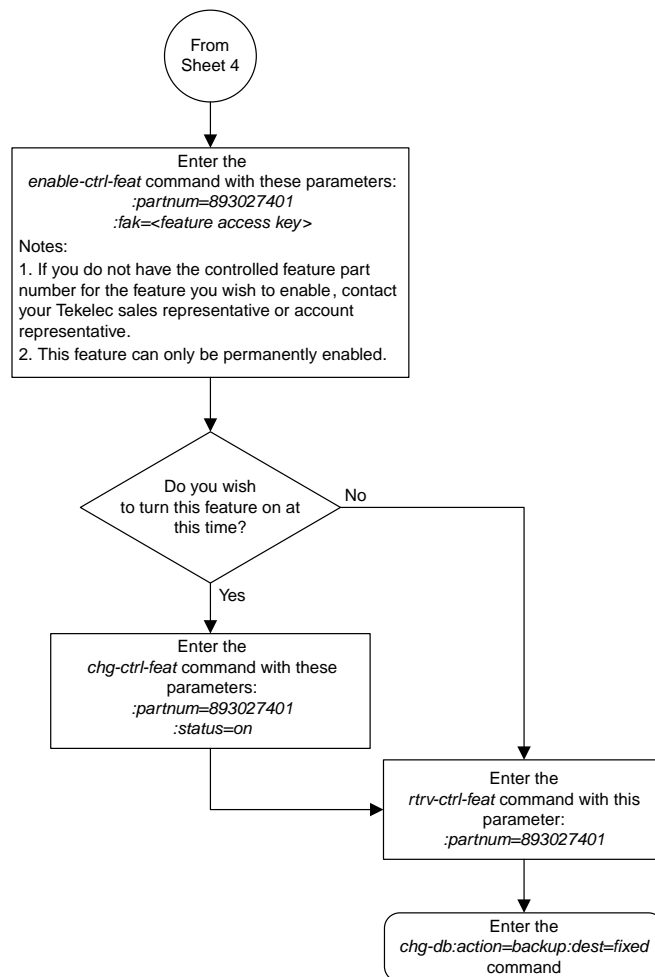 From
Sheet 4
Enter the
enable-ctrl-feat command with these parameters:
:partnum=893027401
:fak=<feature access key>
Notes:
1. If you do not have the controlled feature part
number for the feature you wish to enable, contact
your Tekelec sales representative or account
representative.
2. This feature can only be permanently enabled.
Do you wish
to turn this feature on at
this time?
No
Yes
Enter the
chg-ctrl-feat command with these
parameters:
:partnum=893027401
:status=on
Enter the
rtrv-ctrl-feat command with this
parameter:
:partnum=893027401
Enter the
chg-db:action=backup:dest=fixed
command